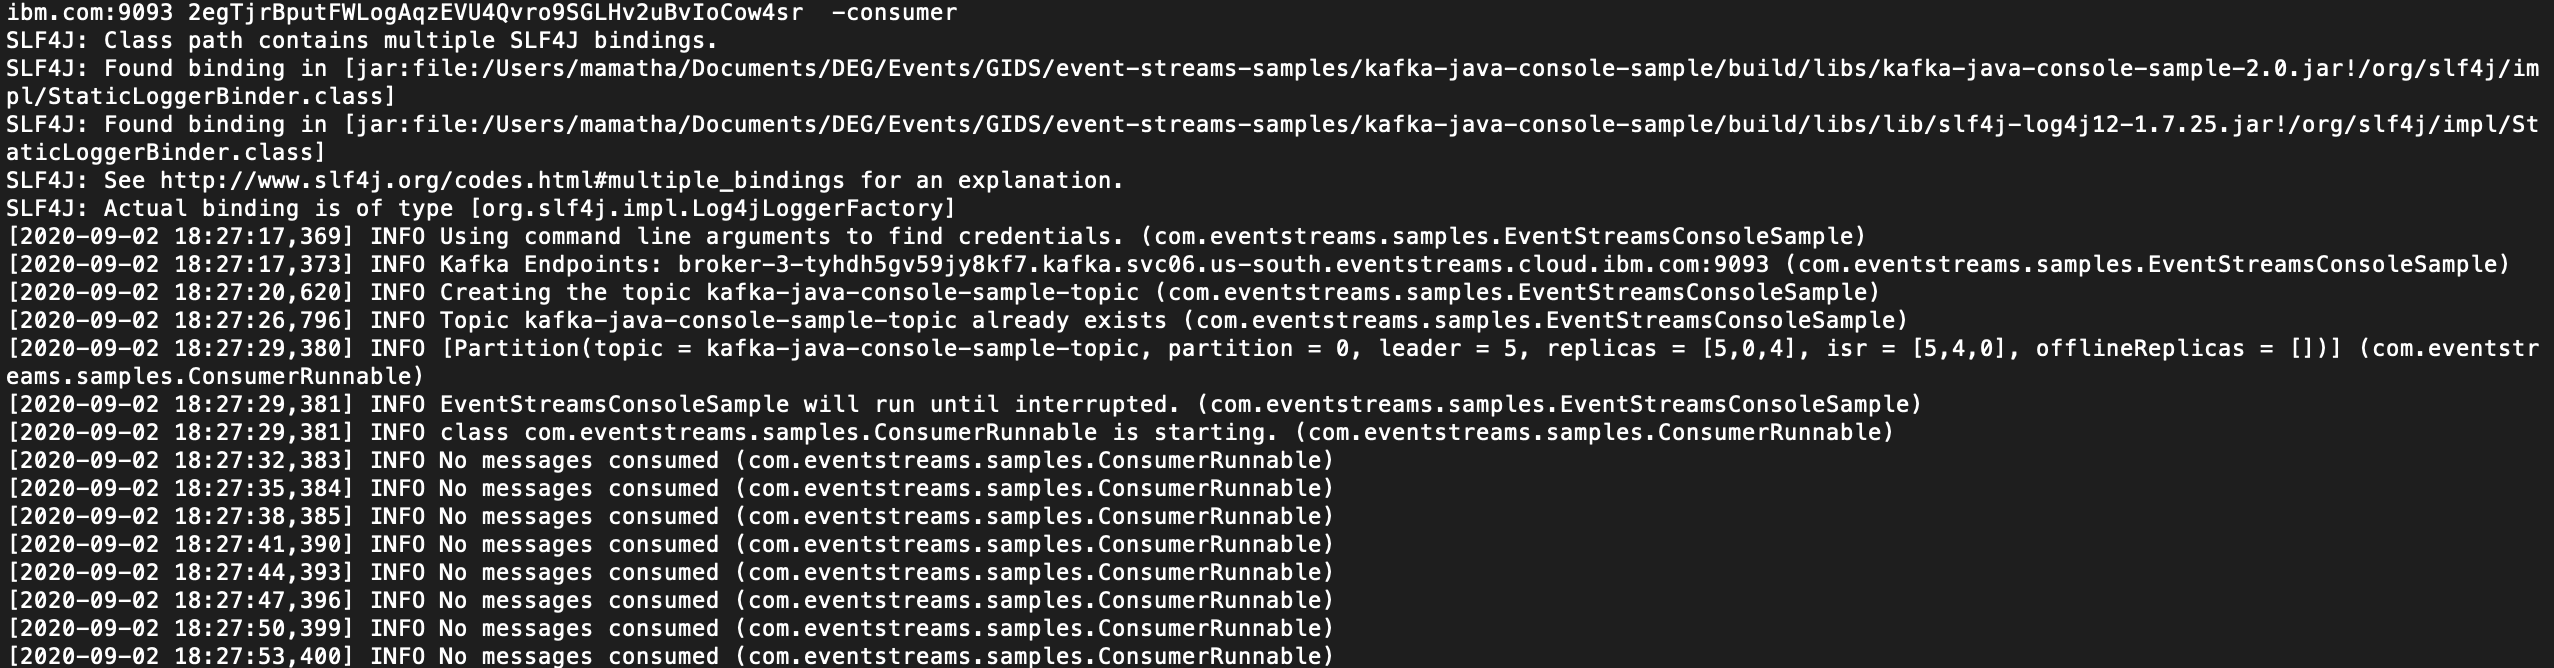 ibm.com:9093 2egTjrBputFWLogAqzEVU4Qvro9SGLHv2uBvIoCow4sr  -consumer
SLF4J: Class path contains multiple SLF4J bindings.
SLF4J: Found binding in [jar:file:/Users/mamatha/Documents/DEG/Events/GIDS/event-streams-samples/kafka-java-console-sample/build/libs/kafka-java-console-sample-2.0.jar!/org/slf4j/im
pl/StaticLoggerBinder.class]
SLF4J: Found binding in [jar:file:/Users/mamatha/Documents/DEG/Events/GIDS/event-streams-samples/kafka-java-console-sample/build/libs/lib/slf4j-log4j12-1.7.25.jar!/org/slf4j/impl/St
aticLoggerBinder.class]
SLF4J: See http://www.slf4j.org/codes.html#multiple_bindings for an explanation.
SLF4J: Actual binding is of type [org.slf4j.impl.Log4jLoggerFactory]
[2020-09-02 18:27:17,369] INFO Using command line arguments to find credentials. (com.eventstreams.samples.EventStreamsConsoleSample)
[2020-09-02 18:27:17,373] INFO Kafka Endpoints: broker-3-tyhdh5gv59jy8kf7.kafka.svc06.us-south.eventstreams.cloud.ibm.com:9093 (com.eventstreams.samples.EventStreamsConsoleSample)
[2020-09-02 18:27:20,620] INFO Creating the topic kafka-java-console-sample-topic (com.eventstreams.samples.EventStreamsConsoleSample)
[2020-09-02 18:27:26,796] INFO Topic kafka-java-console-sample-topic already exists (com.eventstreams.samples.EventStreamsConsoleSample)
[2020-09-02 18:27:29,380] INFO [Partition(topic = kafka-java-console-sample-topic, partition = 0, leader = 5, replicas = [5,0,4], isr = [5,4,0], offlineReplicas = [])] (com.eventstr
eams.samples.ConsumerRunnable)
[2020-09-02 18:27:29,381] INFO EventStreamsConsoleSample will run until interrupted. (com.eventstreams.samples.EventStreamsConsoleSample)
[2020-09-02 18:27:29,381] INFO class com.eventstreams.samples.ConsumerRunnable is starting. (com.eventstreams.samples.ConsumerRunnable)
[2020-09-02 18:27:32,383] INFO No messages consumed (com.eventstreams.samples.ConsumerRunnable)
[2020-09-02 18:27:35,384] INFO No messages consumed (com.eventstreams.samples.ConsumerRunnable)
[2020-09-02 18:27:38,385] INFO No messages consumed (com.eventstreams.samples.ConsumerRunnable)
[2020-09-02 18:27:41,390] INFO No messages consumed (com.eventstreams.samples.ConsumerRunnable)
[2020-09-02 18:27:44,393] INFO No messages consumed (com.eventstreams.samples.ConsumerRunnable)
[2020-09-02 18:27:47,396] INFO No messages consumed (com.eventstreams.samples.ConsumerRunnable)
[2020-09-02 18:27:50,399] INFO No messages consumed (com.eventstreams.samples.ConsumerRunnable)
[2020-09-02 18:27:53,400] INFO No messages consumed (com.eventstreams.samples.ConsumerRunnable)